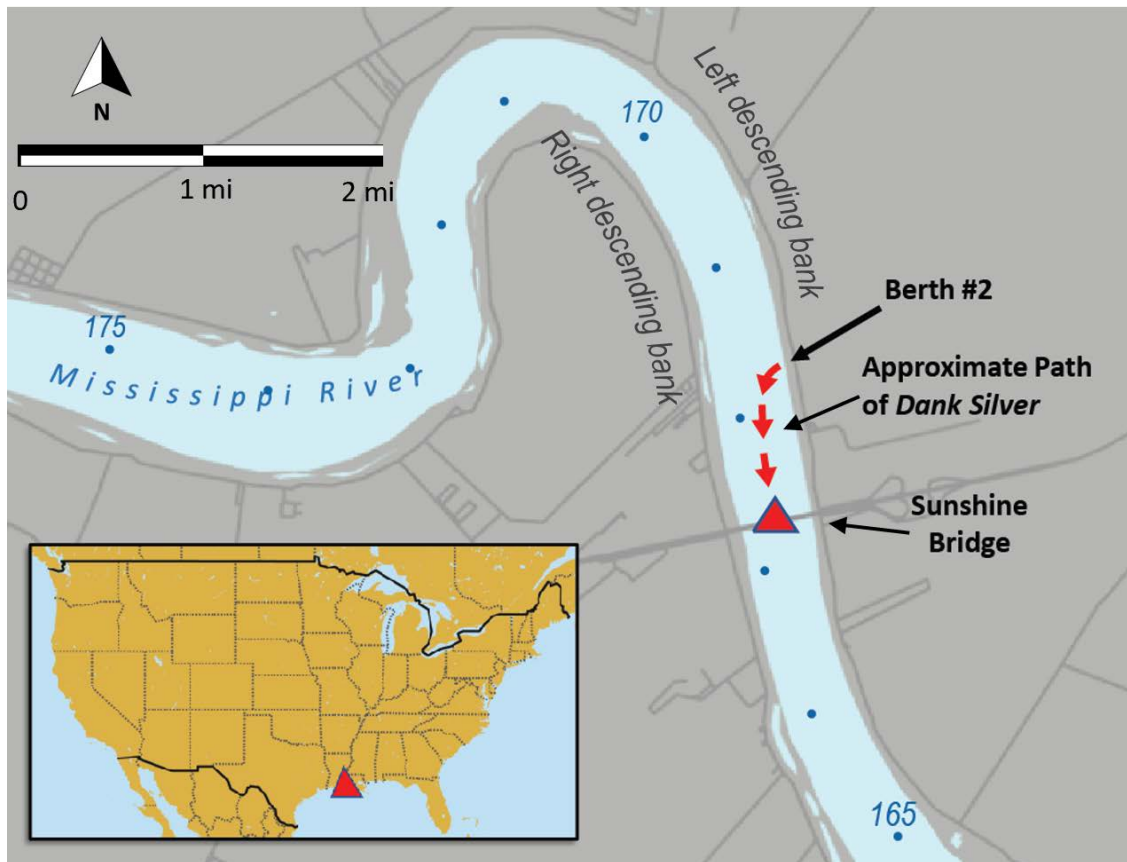 N
0
1 mi
2 mi
170
Left descending bank
Right descending bank
Berth #2
175
Mississippi River
Approximate Path
of Dank Silver
Sunshine
Bridge
165